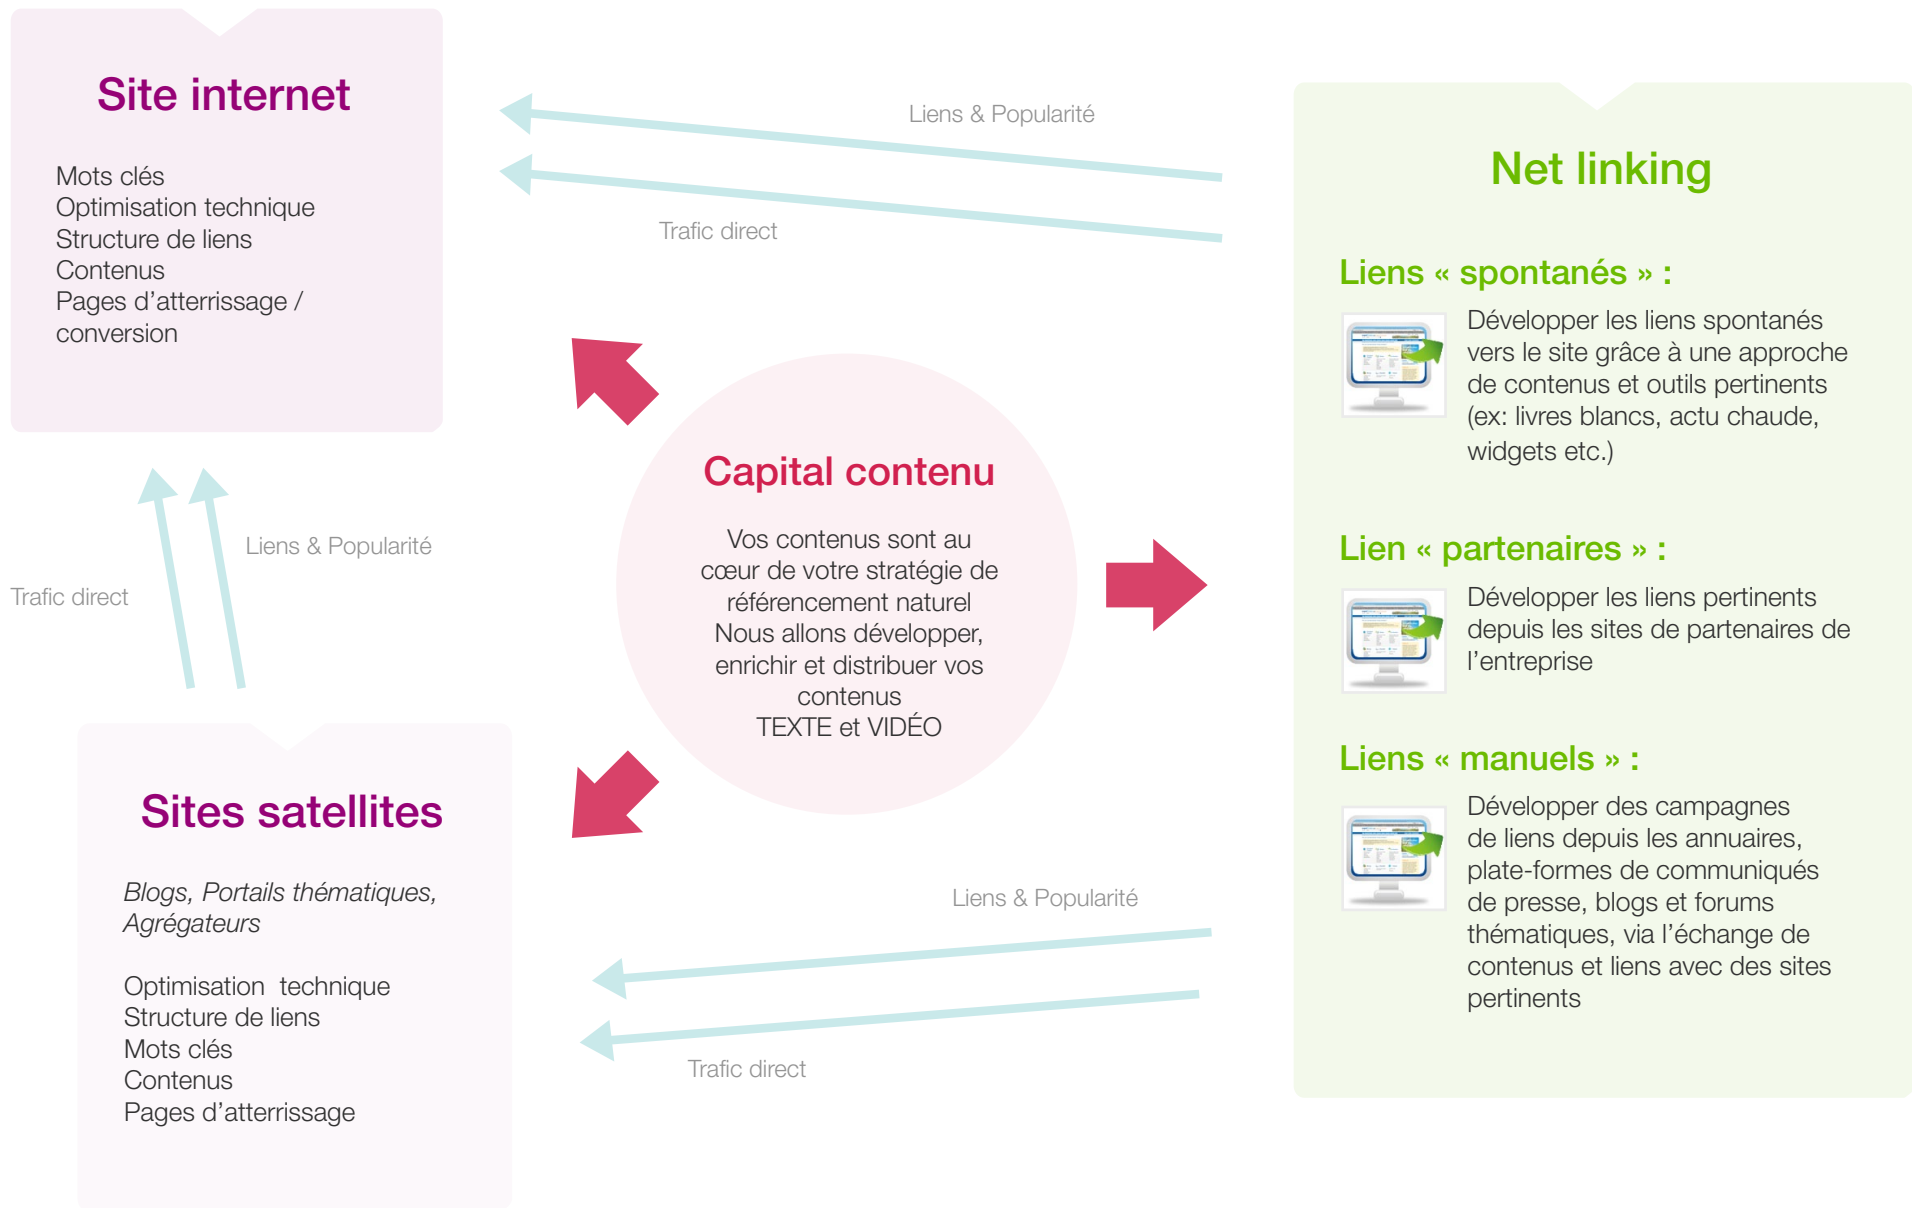 Site internet
Mots clés
Optimisation technique
Structure de liens
Contenus
Pages d’atterrissage /
conversion
Liens & Popularité
Trafic direct
Liens & Popularité
Trafic direct
Capital contenu
Vos contenus sont au
cœur de votre stratégie de
référencement naturel
Nous allons développer,
enrichir et distribuer vos
contenus
TEXTE et VIDÉO
Sites satellites
Blogs, Portails thématiques,
Agrégateurs
Optimisation technique
Structure de liens
Mots clés
Contenus
Pages d’atterrissage
Liens & Popularité
Trafic direct
Net linking
Liens « spontanés » :
Développer les liens spontanés
vers le site grâce à une approche
de contenus et outils pertinents
(ex: livres blancs, actu chaude,
widgets etc.)
Lien « partenaires » :
Développer les liens pertinents
depuis les sites de partenaires de
l’entreprise
Liens « manuels » :
Développer des campagnes
de liens depuis les annuaires,
plate-formes de communiqués
de presse, blogs et forums
thématiques, via l’échange de
contenus et liens avec des sites
pertinents